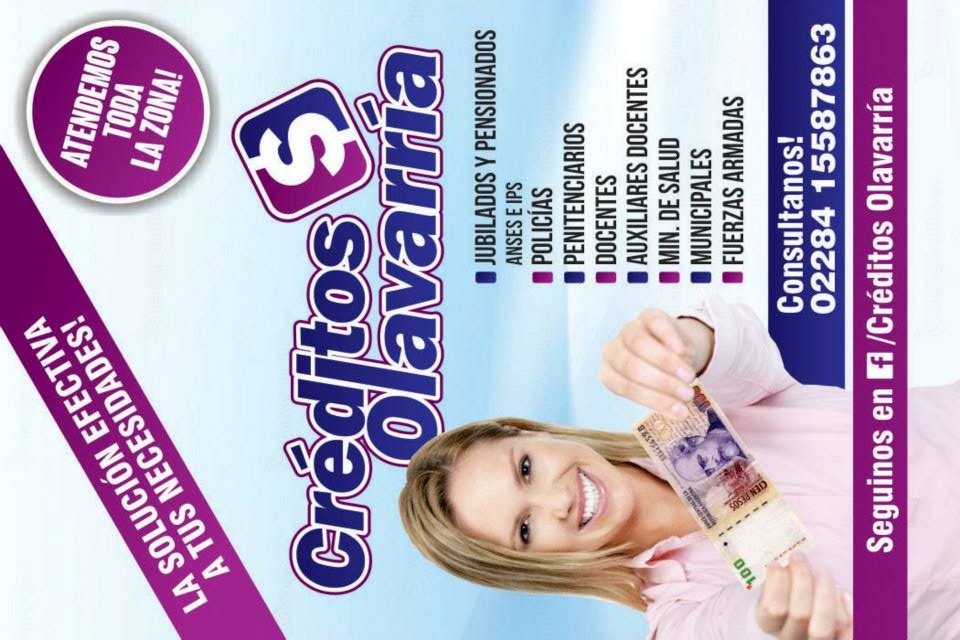 LA SOLUCIÓN EFECTIVA
A TUS NECESIDADES!
ATENDEMOS
TODA
LA ZONA!
Créditos $
Olavarría
JUBILADOS Y PENSIONADOS
ANSES E IPS
POLICÍAS
PENITENCIARIOS
DOCENTES
AUXILIARES DOCENTES
MIN. DE SALUD
MUNICIPALES
FUERZAS ARMADAS
CIEN PESOS
100
Consultanos!
02284 15587863
Seguinos en f /Créditos Olavarría